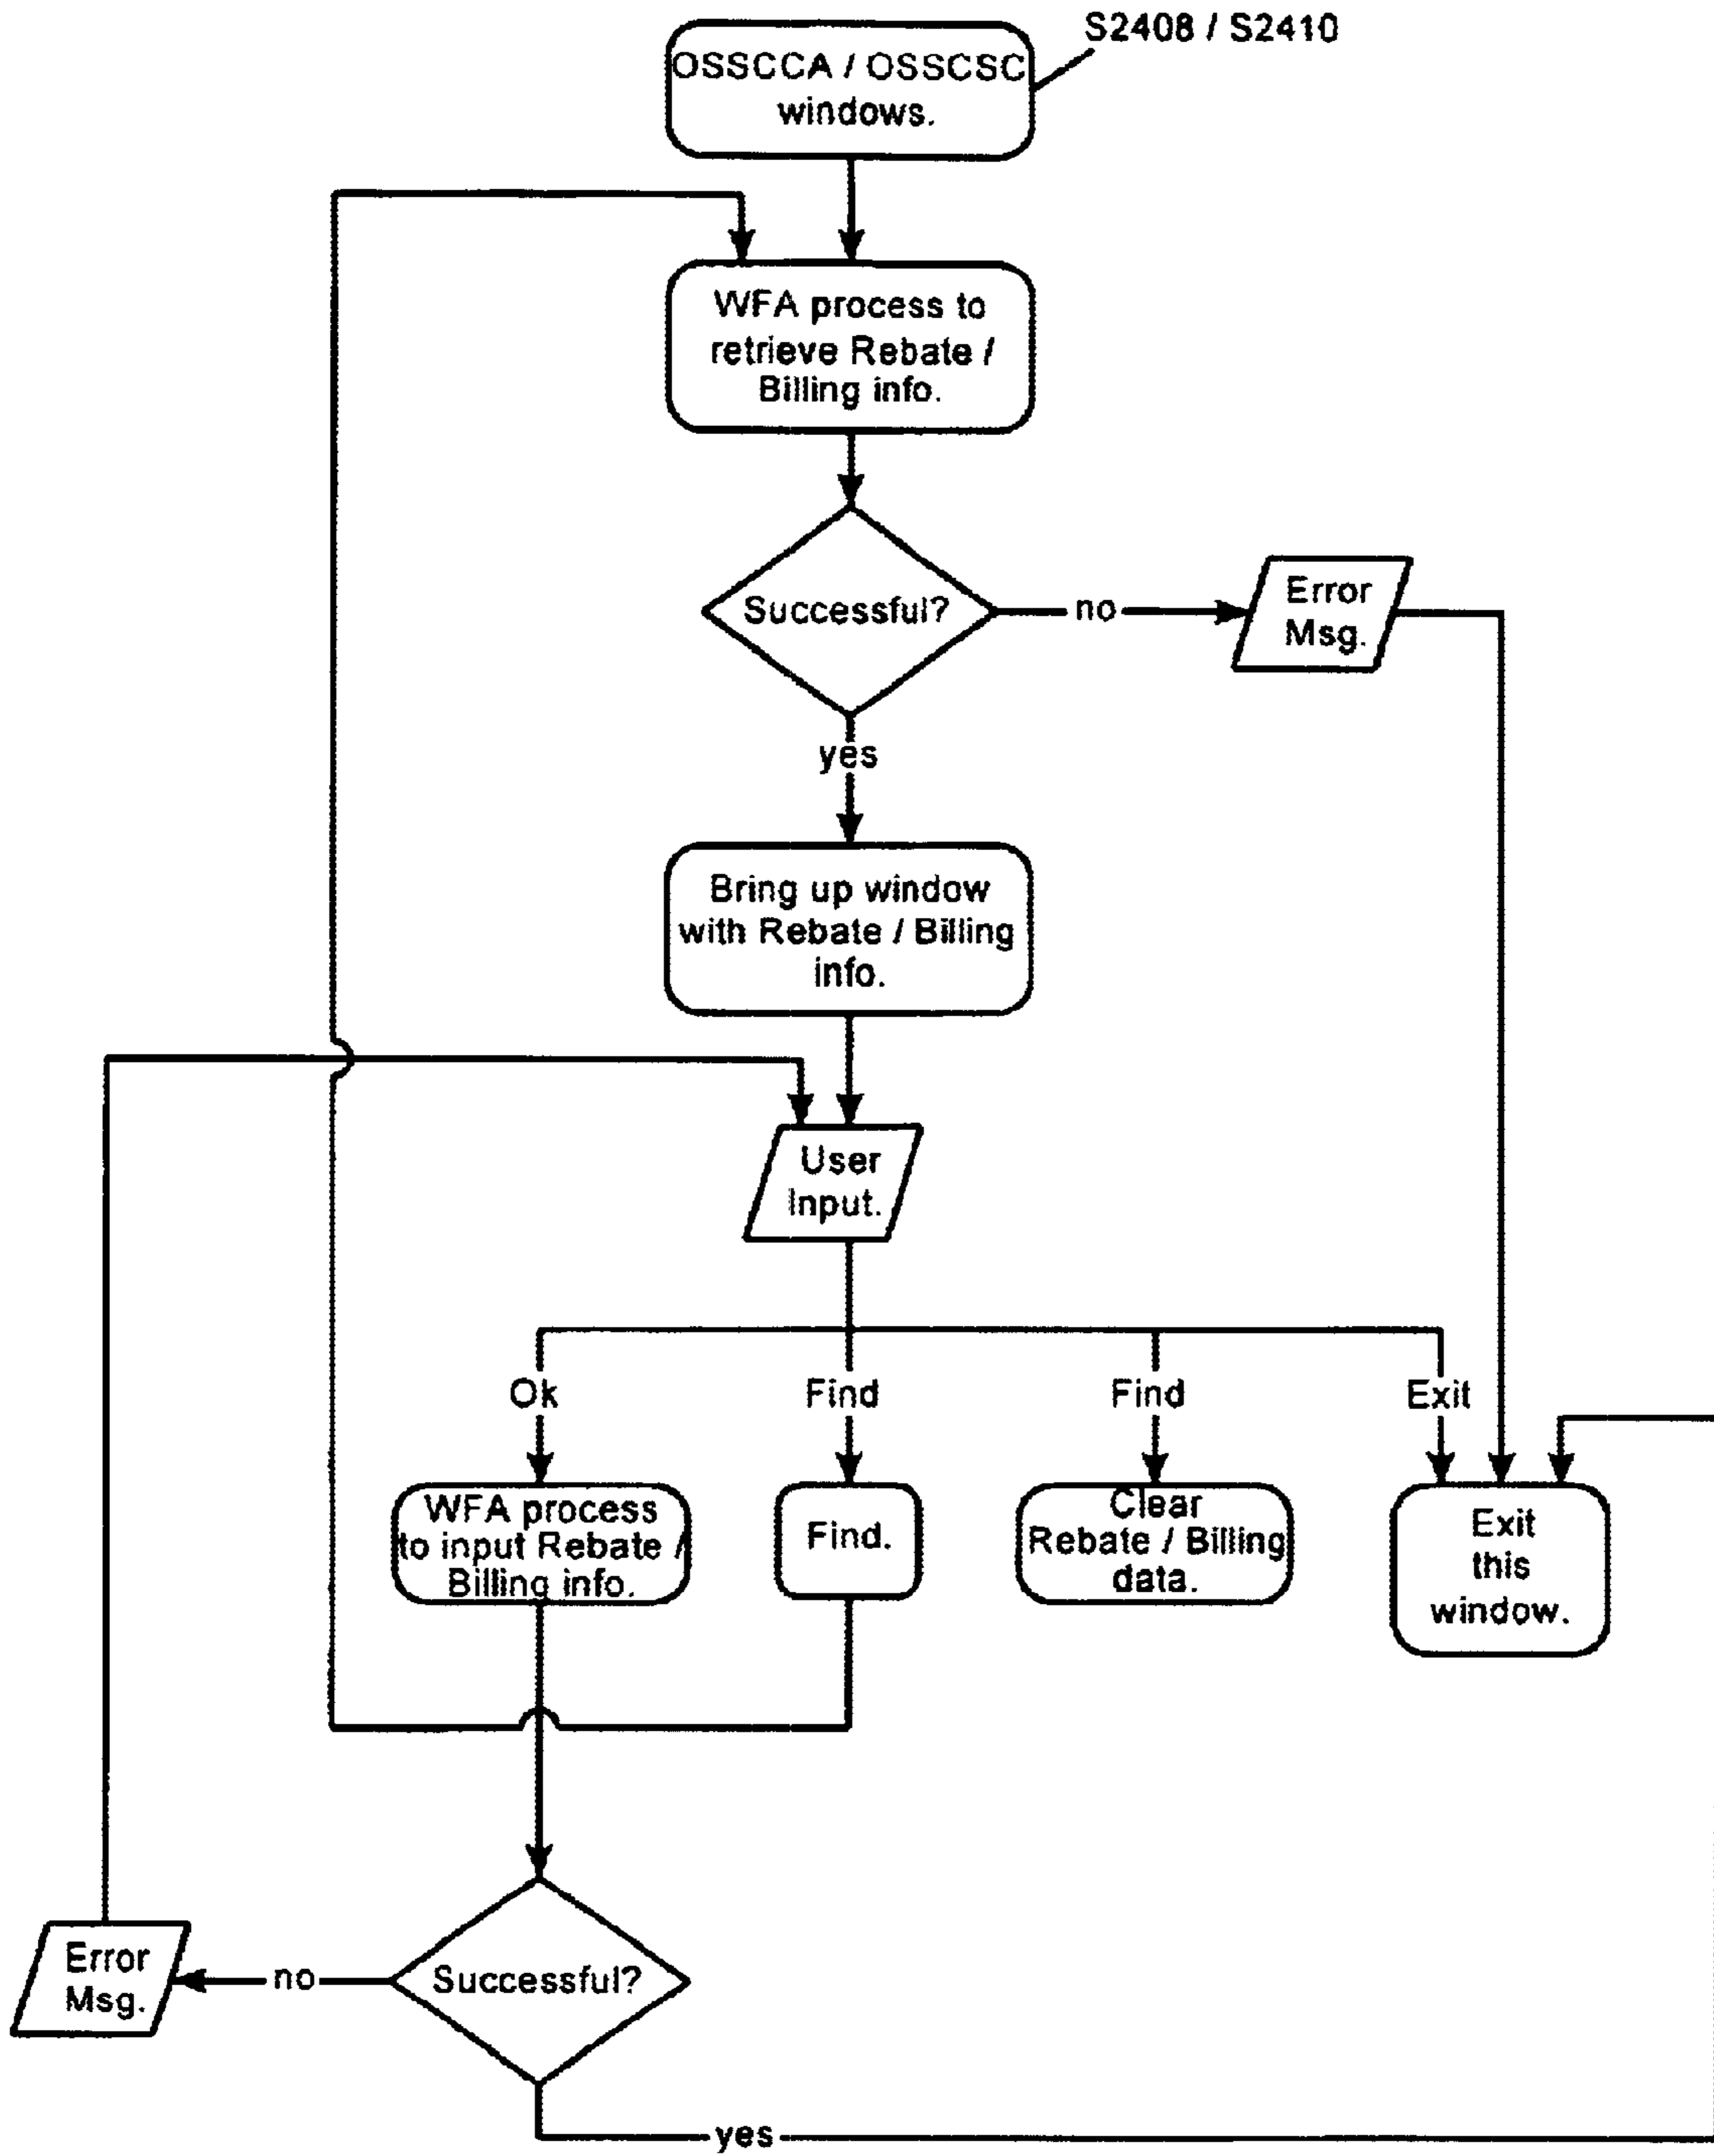 S2408 / S2410
OSSCCA / OSSCSC
windows.
WFA process to
retrieve Rebate /
Billing info.
Successful?
no
Error
Msg.
yes
Bring up window
with Rebate / Billing
info.
User
Input.
Ok
Find
Find
Exit
WFA process
to input Rebate /
Billing info.
Find.
Clear
Rebate / Billing
data.
Exit
this
window.
Error
Msg.
no
Successful?
yes